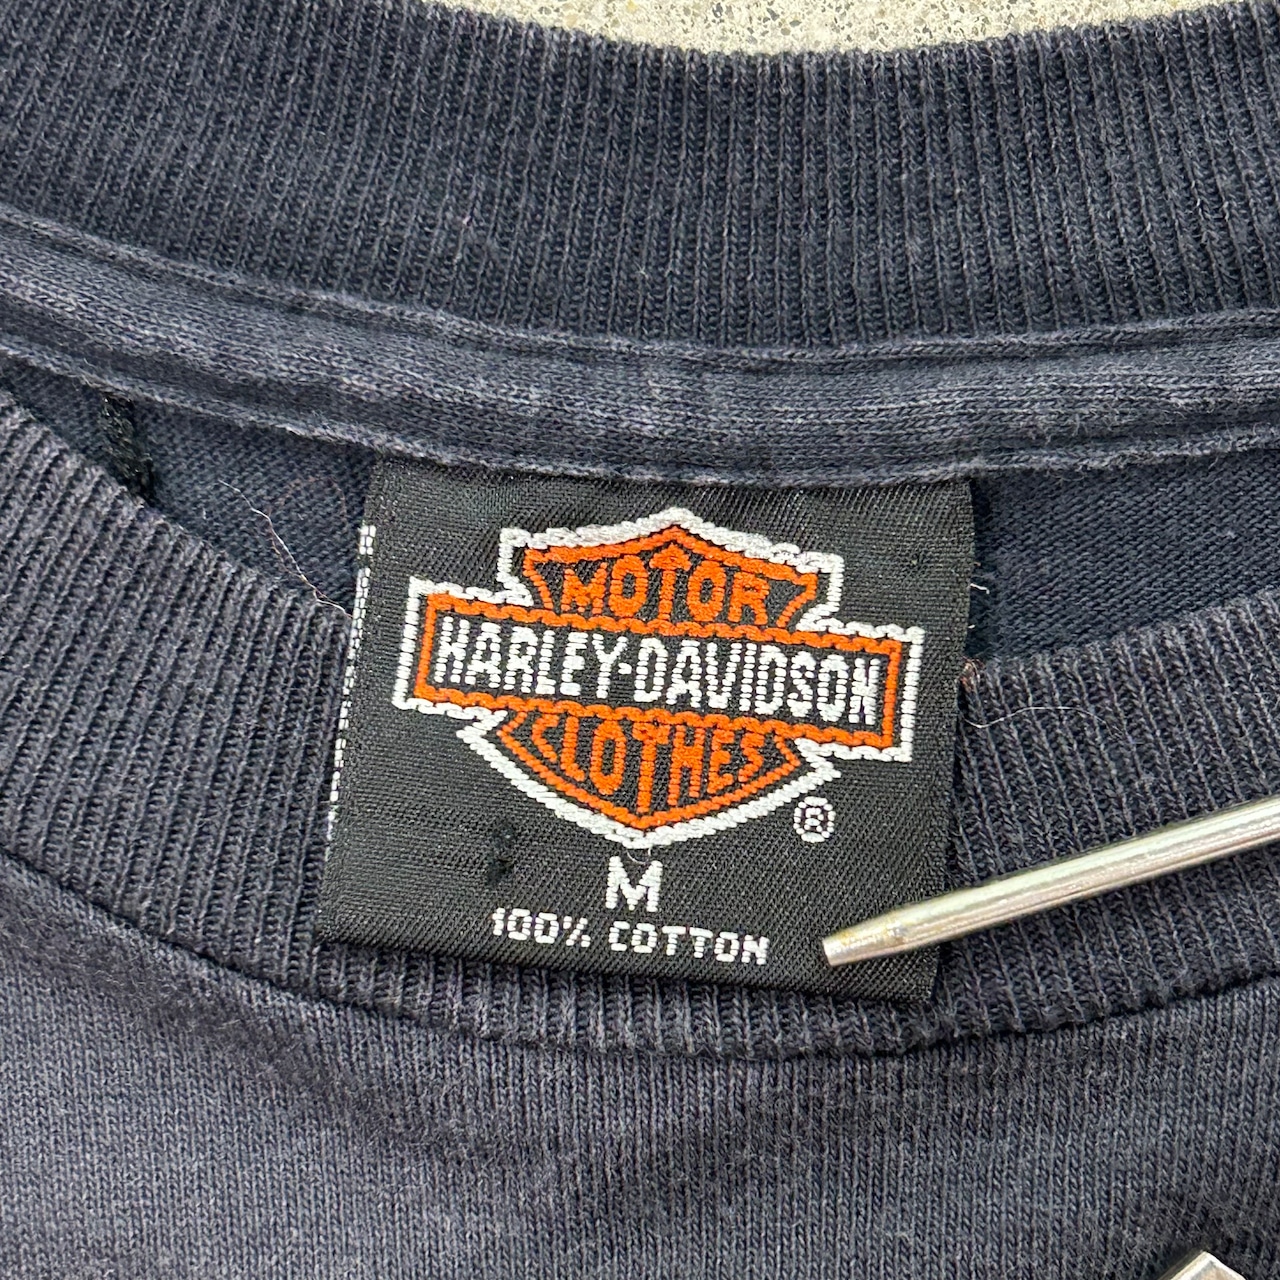 MOTOR
HARLEY-DAVIDSON
CLOTHES
®
M
100% COTTON